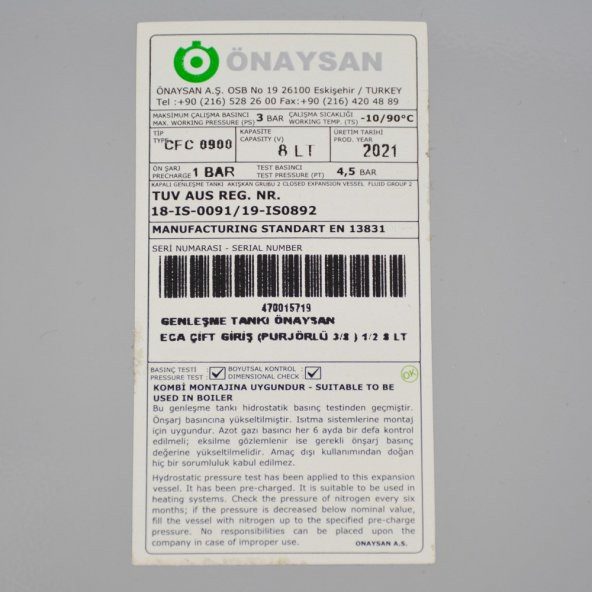 ÖNAYSAN
ÖNAYSAN A.Ş. OSB No 19 26100 Eskişehir / TURKEY
Tel :+90 (216) 528 26 00 Fax:+90 (216) 420 48 89
MAKSİMUM ÇALIŞMA BASINCI
MAX. WORKING PRESSURE (PS) 3 BAR
ÇALIŞMA SICAKLIĞI
WORKING TEMP. (TS) -10/90°C
TİP
TYPE CFC 0900
KAPASİTE
CAPACITY (V)
8 LT
ÜRETİM TARİHİ
PROD. YEAR
2021
ÖN ŞARJ
PRECHARGE 1 BAR
TEST BASINCI
TEST PRESSURE (PT) 4,5 BAR
KAPALI GENLEŞME TANKI AKIŞKAN GRUBU 2 CLOSED EXPANSION VESSEL FLUID GROUP 2
TUV AUS REG. NR.
18-IS-0091/19-IS0892
MANUFACTURING STANDART EN 13831
SERİ NUMARASI - SERIAL NUMBER
470015719
GENLEŞME TANKI ÖNAYSAN
ECA ÇİFT GİRİŞ (PURJÖRLÜ 3/8 ) 1/2 8 LT
BASINÇ TESTİ :
PRESSURE TEST :
BOYUTSAL KONTROL :
DIMENSIONAL CHECK :
OK
KOMBİ MONTAJINA UYGUNDUR - SUITABLE TO BE
USED IN BOILER
Bu genleşme tankı hidrostatik basınç testinden geçmiştir.
Önşarj basıncına yükseltilmiştir. Isıtma sistemlerine montaj
için uygundur. Azot gazı basıncı her 6 ayda bir defa kontrol
edilmeli; eksilme gözlemlenir ise gerekli önşarj basınç
değerine yükseltilmelidir. Amaç dışı kullanımından doğan
hiç bir sorumluluk kabul edilmez.
Hydrostatic pressure test has been applied to this expansion
vessel. It has been pre-charged. It is suitable to be used in
heating systems. Check the pressure of nitrogen every six
months; if the pressure is decreased below nominal value,
fill the vessel with nitrogen up to the specified pre-charge
pressure. No responsibilities can be placed upon the
company in case of improper use.
ONAYSAN A.S.